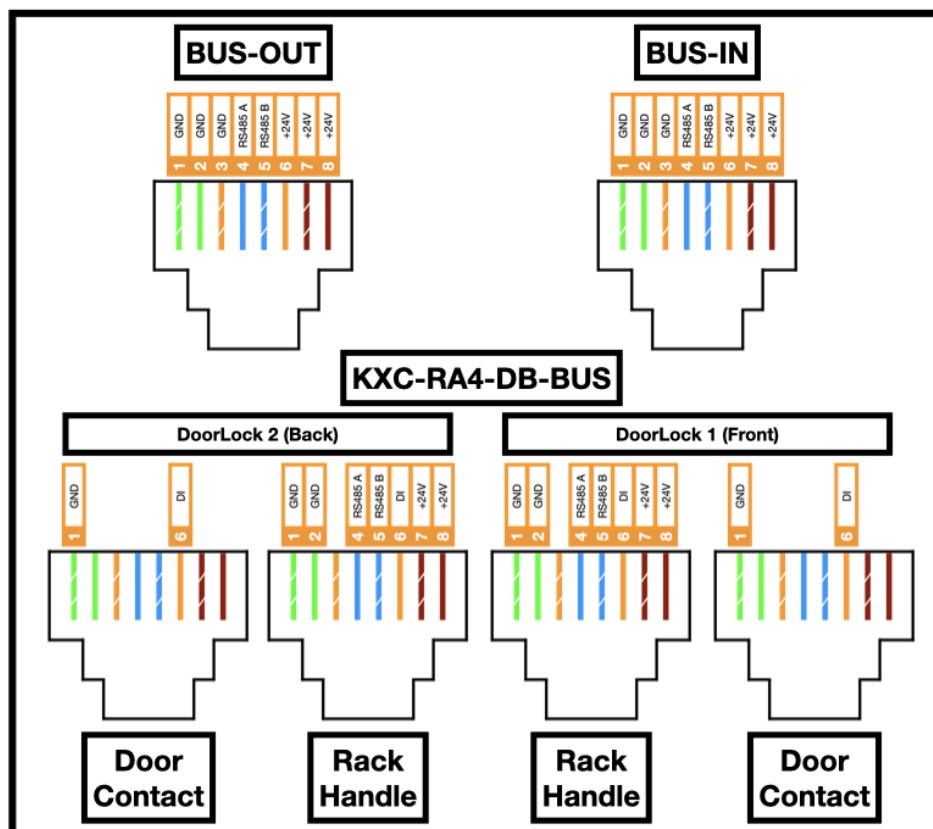 BUS-OUT
BUS-IN
GND GND GND RS485 A RS485 B +24V +24V +24V
1 2 3 4 5 6 7 8
GND GND GND RS485 A RS485 B +24V +24V +24V
1 2 3 4 5 6 7 8
KXC-RA4-DB-BUS
DoorLock 2 (Back)
DoorLock 1 (Front)
GND DI
1 6
GND GND RS485 A RS485 B DI +24V +24V
1 2 4 5 6 7 8
GND GND RS485 A RS485 B DI +24V +24V
1 2 4 5 6 7 8
GND DI
1 6
Door
Contact
Rack
Handle
Rack
Handle
Door
Contact